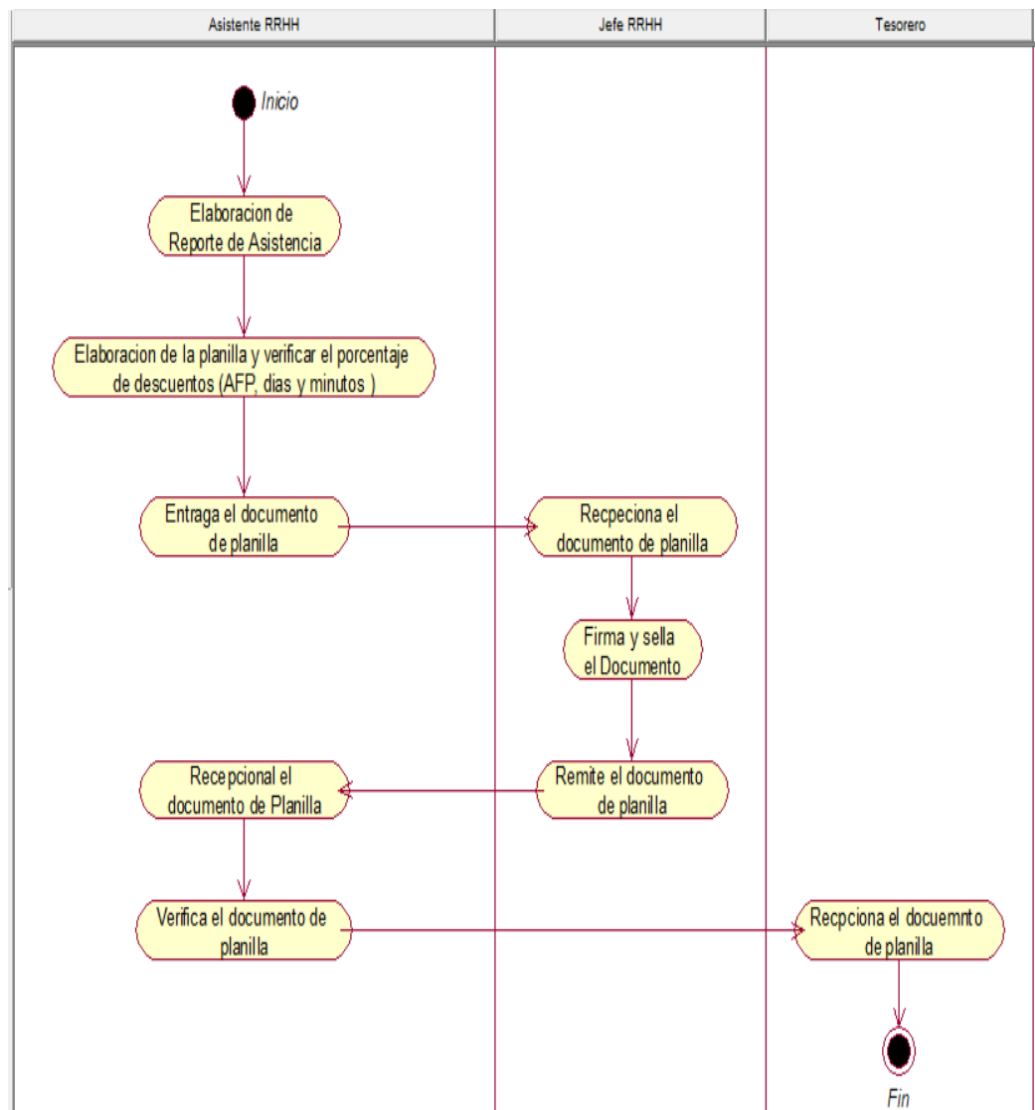 Asistente RRHH
Jefe RRHH
Tesorero
Inicio
Elaboracion de
Reporte de Asistencia
Elaboracion de la planilla y verificar el porcentaje
de descuentos (AFP, dias y minutos )
Entraga el documento
de planilla
Recpeciona el
documento de planilla
Firma y sella
el Documento
Remite el documento
de planilla
Recepcional el
documento de Planilla
Verifica el documento de
planilla
Recpciona el docuemnto
de planilla
Fin